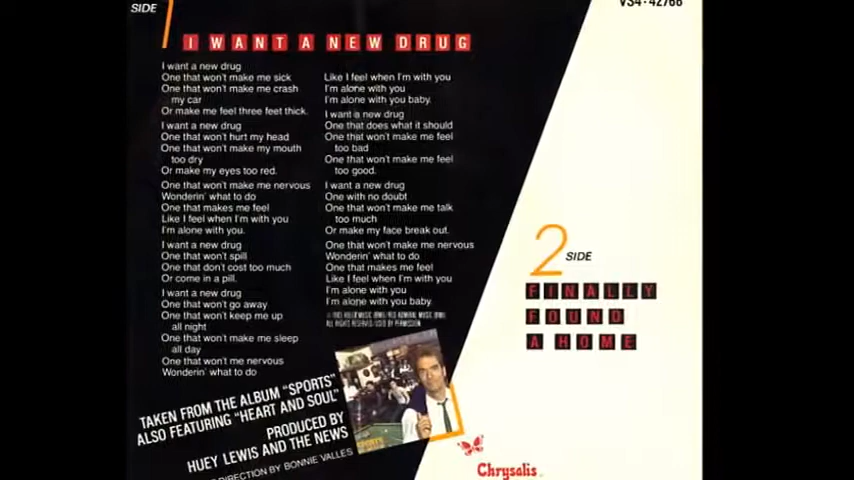 SIDE
1
I WANT A NEW DRUG
I want a new drug
One that won't make me sick
One that won't make me crash
my car
Or make me feel three feet thick.
I want a new drug
One that won't hurt my head
One that won't make my mouth
too dry
Or make my eyes too red.
One that won't make me nervous
Wonderin' what to do
One that makes me feel
Like I feel when I'm with you
I'm alone with you.
I want a new drug
One that won't spill
One that don't cost too much
Or come in a pill.
I want a new drug
One that won't go away
One that won't keep me up
all night
One that won't make me sleep
all day
One that won't me nervous
Wonderin' what to do
Like I feel when I'm with you
I'm alone with you
I'm alone with you baby.
I want a new drug
One that does what it should
One that won't make me feel
too bad
One that won't make me feel
too good.
I want a new drug
One with no doubt
One that won't make me talk
too much
Or make my face break out.
One that won't make me nervous
Wonderin' what to do
One that makes me feel
Like I feel when I'm with you
I'm alone with you
I'm alone with you baby
ALL RIGHTS RESERVED/USED BY PERMISSION
TAKEN FROM THE ALBUM "SPORTS"
ALSO FEATURING "HEART AND SOUL"
PRODUCED BY
HUEY LEWIS AND THE NEWS
DIRECTION BY BONNIE VALLES
SPORTS
VS4-42766
2
SIDE
FINALLY
FOUND
A HOME
Chrysalis